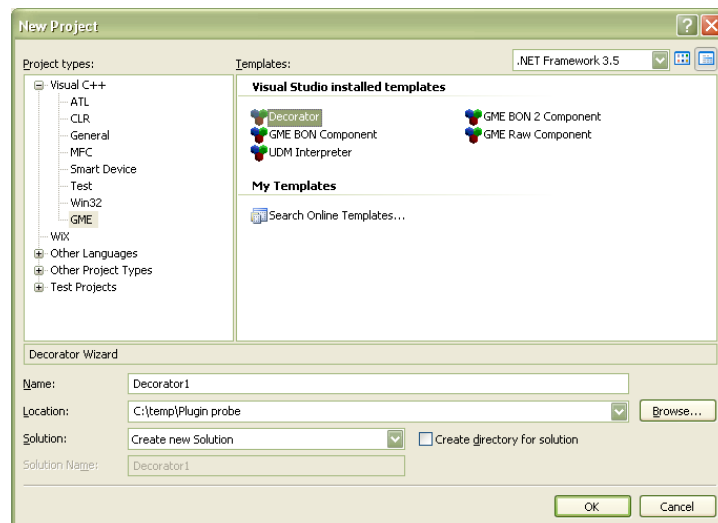 New Project
Project types:
Templates:
.NET Framework 3.5
Visual C++
ATL
CLR
General
MFC
Smart Device
Test
Win32
GME
WiX
Other Languages
Other Project Types
Test Projects
Visual Studio installed templates
Decorator
GME BON 2 Component
GME BON Component
GME Raw Component
UDM Interpreter
My Templates
Search Online Templates...
Decorator Wizard
Name:
Decorator1
Location:
C:\temp\Plugin probe
Browse...
Solution:
Create new Solution
Create directory for solution
Solution Name:
Decorator1
OK
Cancel